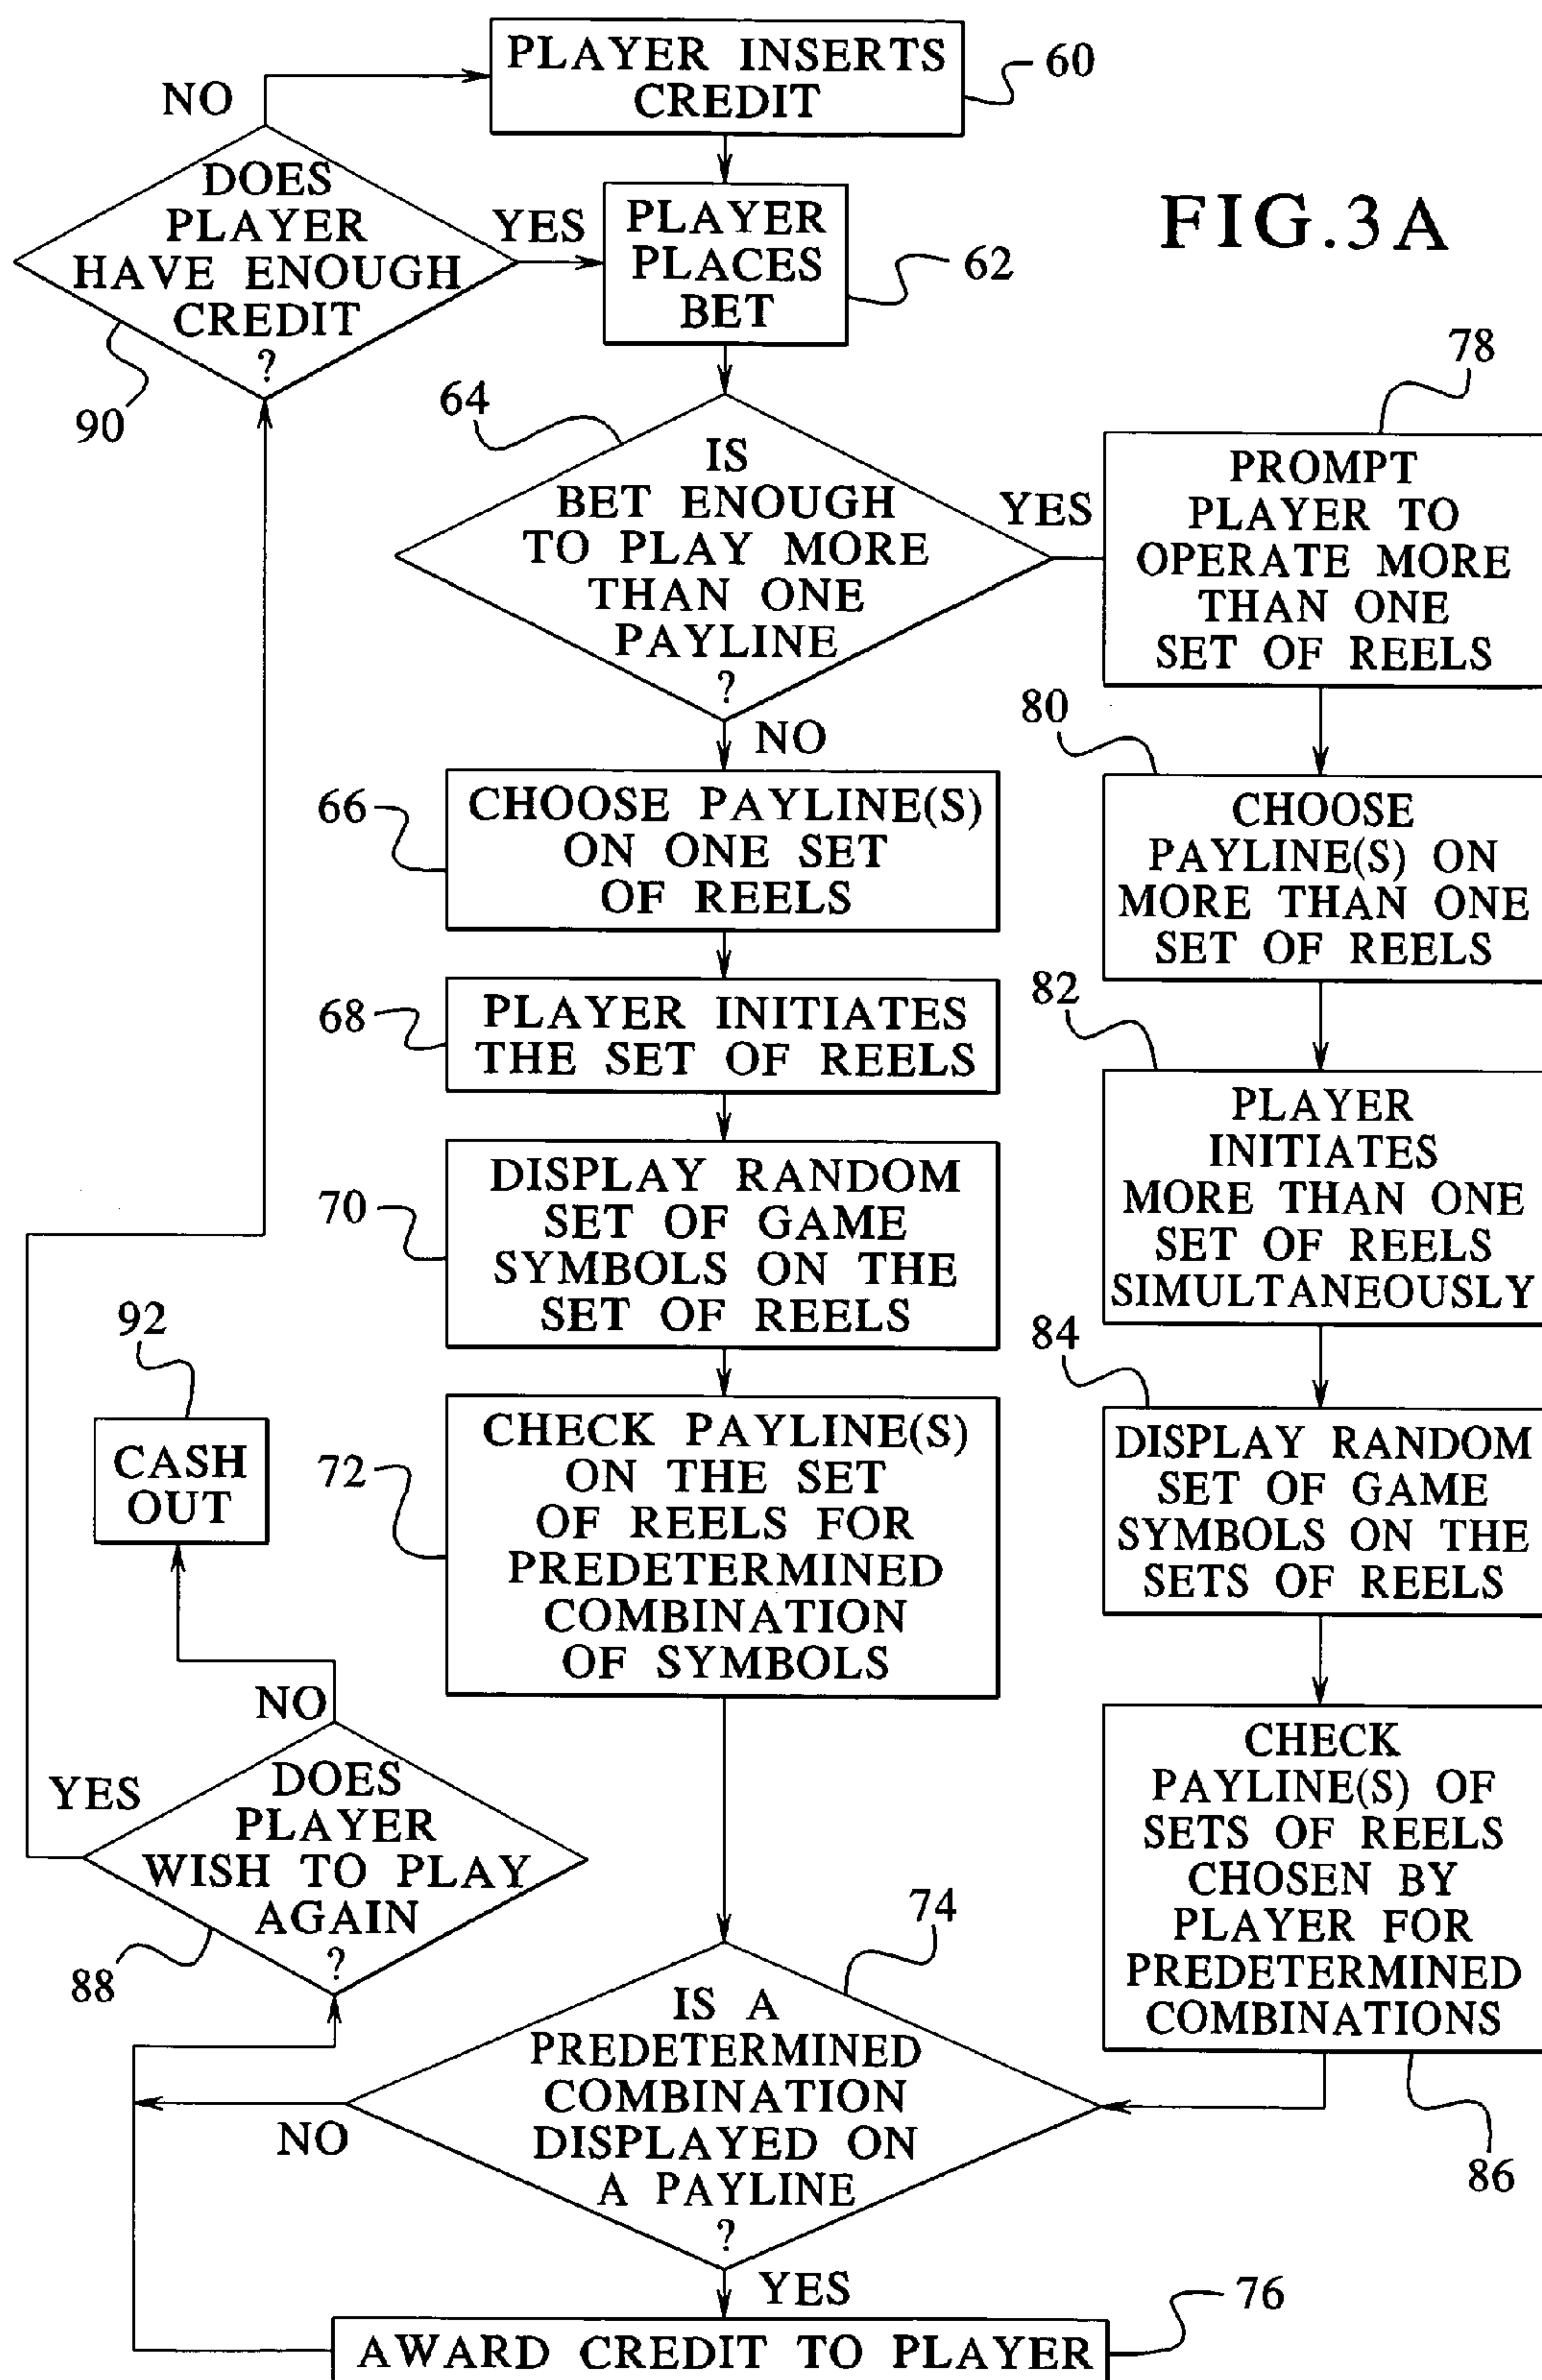 FIG.3A
PLAYER INSERTS
CREDIT
60
NO
DOES
PLAYER
HAVE ENOUGH
CREDIT
?
90
YES
PLAYER
PLACES
BET
62
64
IS
BET ENOUGH
TO PLAY MORE
THAN ONE
PAYLINE
?
YES
NO
78
PROMPT
PLAYER TO
OPERATE MORE
THAN ONE
SET OF REELS
66
CHOOSE PAYLINE(S)
ON ONE SET
OF REELS
80
CHOOSE
PAYLINE(S) ON
MORE THAN ONE
SET OF REELS
68
PLAYER INITIATES
THE SET OF REELS
82
PLAYER
INITIATES
MORE THAN ONE
SET OF REELS
SIMULTANEOUSLY
70
DISPLAY RANDOM
SET OF GAME
SYMBOLS ON THE
SET OF REELS
84
DISPLAY RANDOM
SET OF GAME
SYMBOLS ON THE
SETS OF REELS
92
CASH
OUT
72
CHECK PAYLINE(S)
ON THE SET
OF REELS FOR
PREDETERMINED
COMBINATION
OF SYMBOLS
CHECK
PAYLINE(S) OF
SETS OF REELS
CHOSEN BY
PLAYER FOR
PREDETERMINED
COMBINATIONS
86
NO
YES
DOES
PLAYER
WISH TO PLAY
AGAIN
?
88
74
IS A
PREDETERMINED
COMBINATION
DISPLAYED ON
A PAYLINE
?
NO
YES
76
AWARD CREDIT TO PLAYER